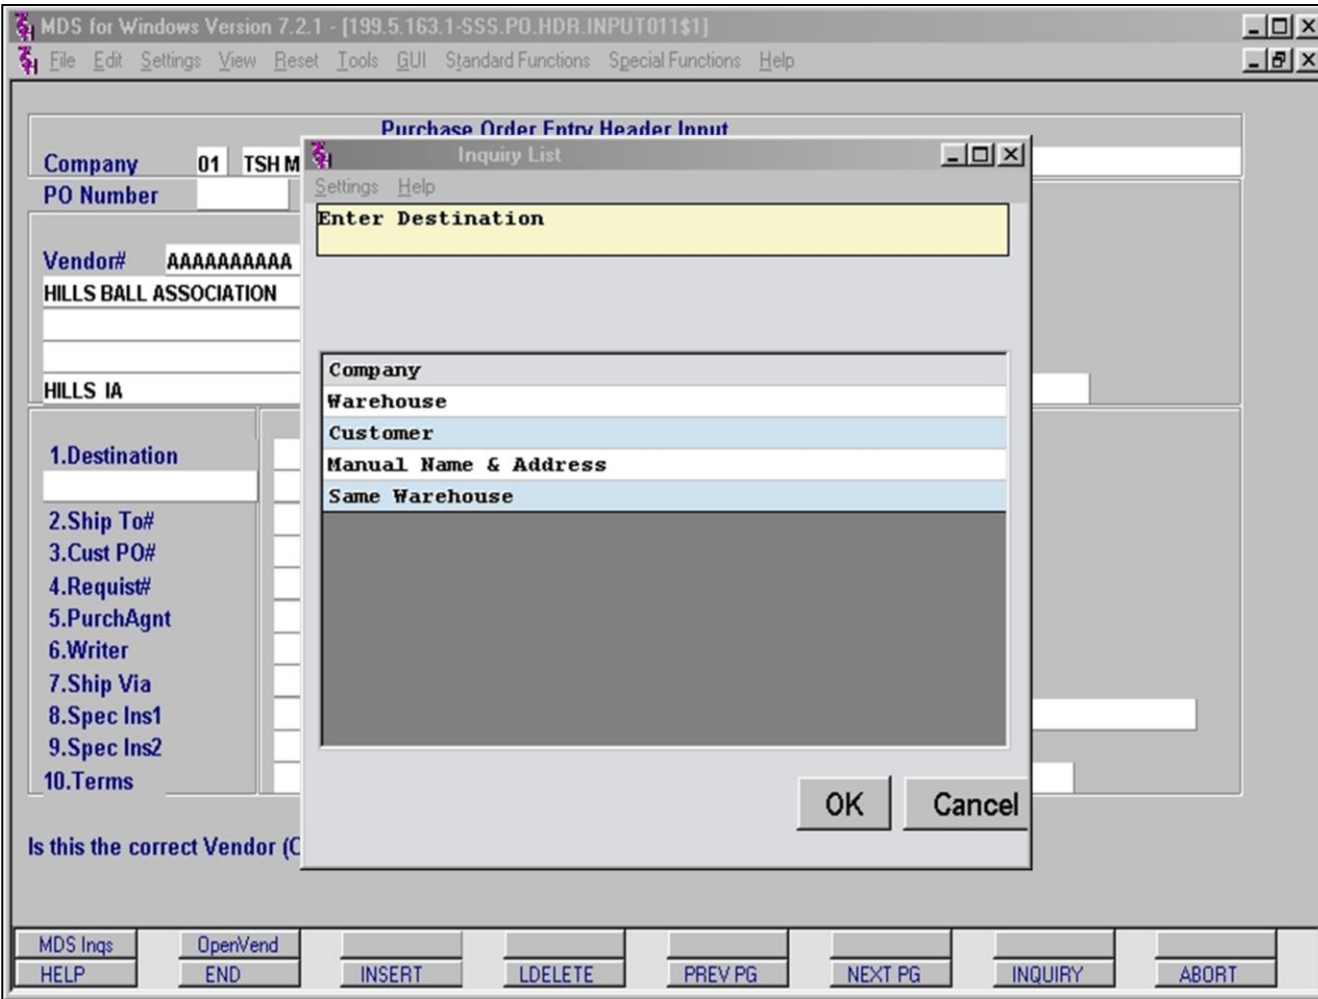 MDS for Windows Version 7.2.1 - [199.5.163.1-SSS.PO.HDR.INPUT011$1]
File Edit Settings View Reset Tools GUI Standard Functions Special Functions Help
Purchase Order Entry Header Input
Company 01 TSH M
PO Number
Vendor# AAAAAAAAAA
HILLS BALL ASSOCIATION
HILLS IA
1.Destination
2.Ship To#
3.Cust PO#
4.Requist#
5.PurchAgnt
6.Writer
7.Ship Via
8.Spec Ins1
9.Spec Ins2
10.Terms
Is this the correct Vendor (C
Inquiry List
Settings Help
Enter Destination
Company
Warehouse
Customer
Manual Name & Address
Same Warehouse
OK Cancel
MDS Inqs OpenVend
HELP END INSERT LDELETE PREV PG NEXT PG INQUIRY ABORT